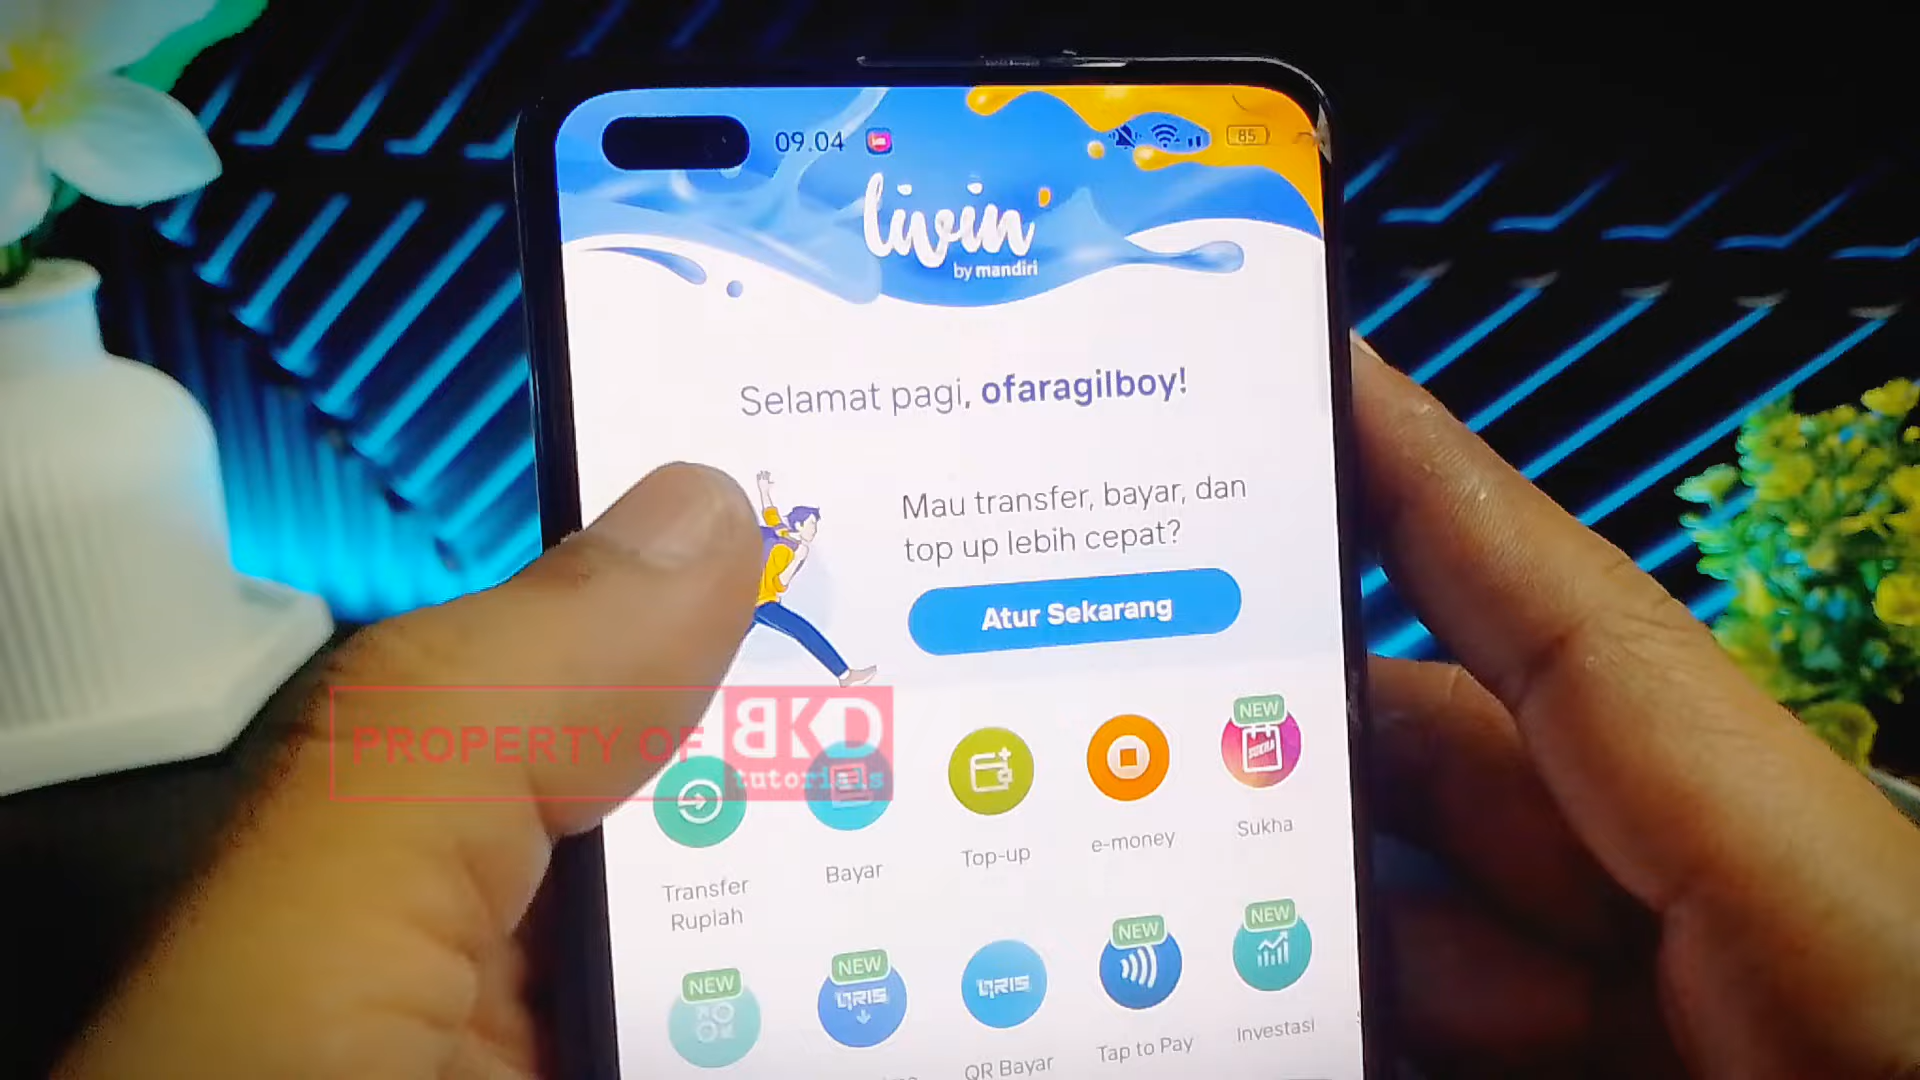 09.04
85
livin'
by mandiri
Selamat pagi, ofaragilboy!
Mau transfer, bayar, dan
top up lebih cepat?
Atur Sekarang
PROPERTY OF BKD
tutorials
NEW
SUKHA
Transfer
Rupiah
Bayar
Top-up
e-money
Sukha
NEW
NEW
QRIS
QRIS
NEW
NEW
QR Bayar
Tap to Pay
Investasi